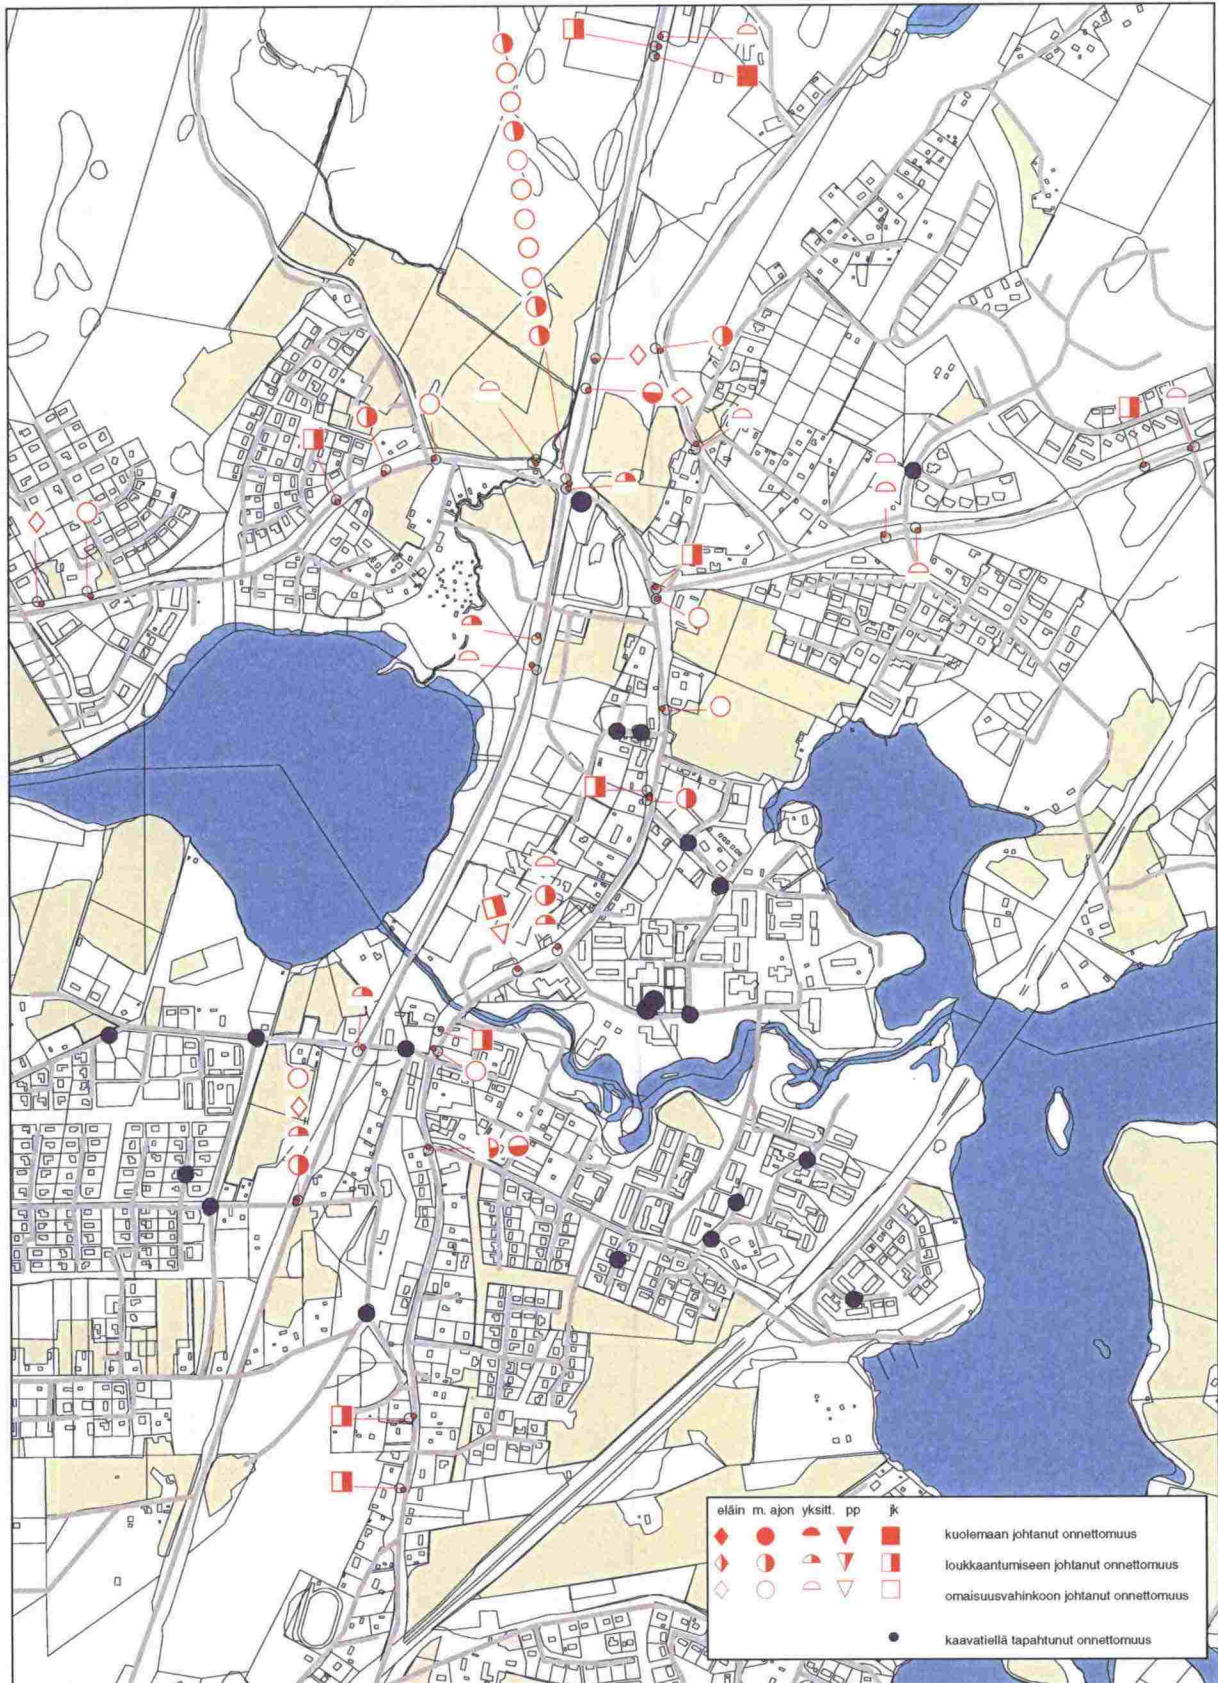 eläin m. ajon yksitt. pp jk
kuolemaan johtanut onnettomuus
loukkaantumiseen johtanut onnettomuus
omaisuusvahinkoon johtanut onnettomuus
kaavatiellä tapahtunut onnettomuus